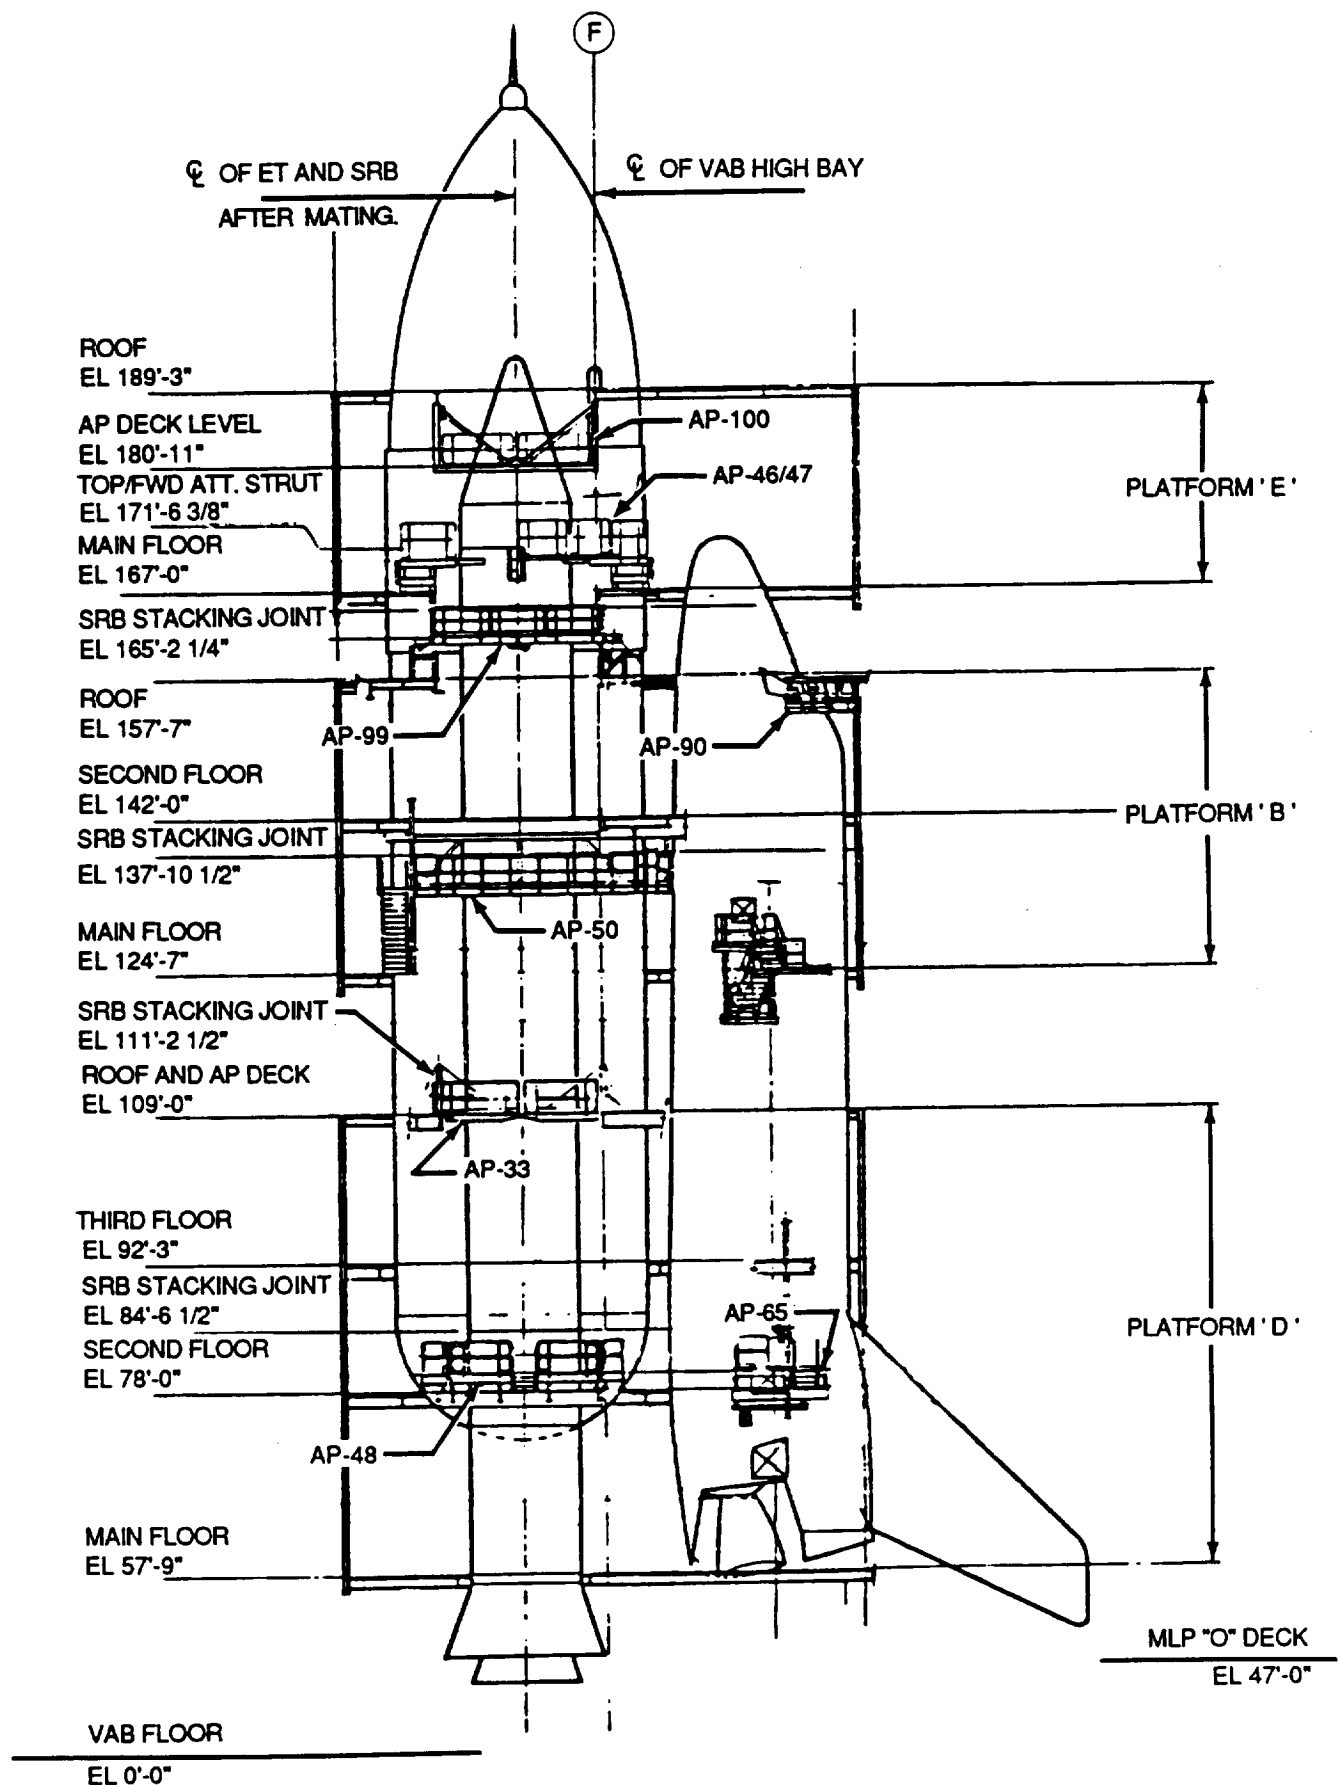 F
℄ OF ET AND SRB
AFTER MATING.
℄ OF VAB HIGH BAY
ROOF
EL 189'-3"
AP DECK LEVEL
EL 180'-11"
TOP/FWD ATT. STRUT
EL 171'-6 3/8"
MAIN FLOOR
EL 167'-0"
SRB STACKING JOINT
EL 165'-2 1/4"
ROOF
EL 157'-7"
SECOND FLOOR
EL 142'-0"
SRB STACKING JOINT
EL 137'-10 1/2"
MAIN FLOOR
EL 124'-7"
SRB STACKING JOINT
EL 111'-2 1/2"
ROOF AND AP DECK
EL 109'-0"
THIRD FLOOR
EL 92'-3"
SRB STACKING JOINT
EL 84'-6 1/2"
SECOND FLOOR
EL 78'-0"
MAIN FLOOR
EL 57'-9"
VAB FLOOR
EL 0'-0"
AP-100
AP-46/47
AP-99
AP-90
AP-50
AP-33
AP-65
AP-48
PLATFORM ' E '
PLATFORM ' B '
PLATFORM ' D '
MLP "O" DECK
EL 47'-0"